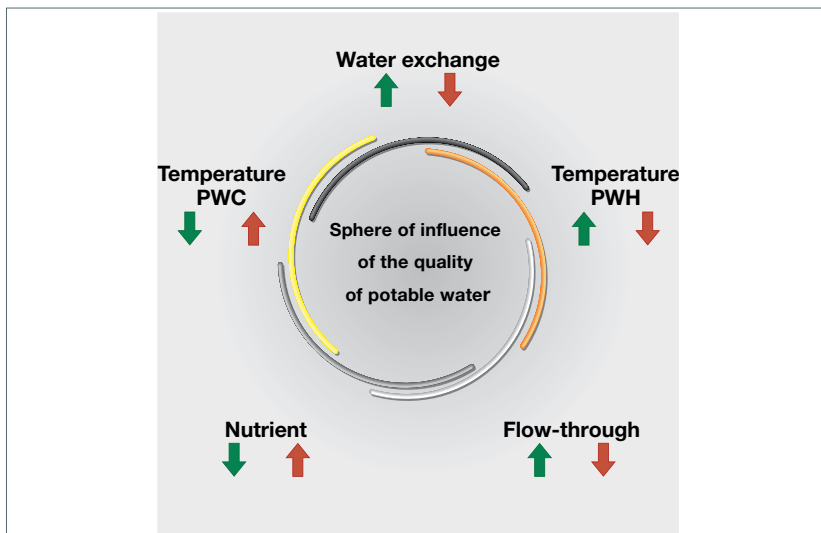 Water exchange
Temperature
PWC
Temperature
PWH
Sphere of influence
of the quality
of potable water
Nutrient
Flow-through